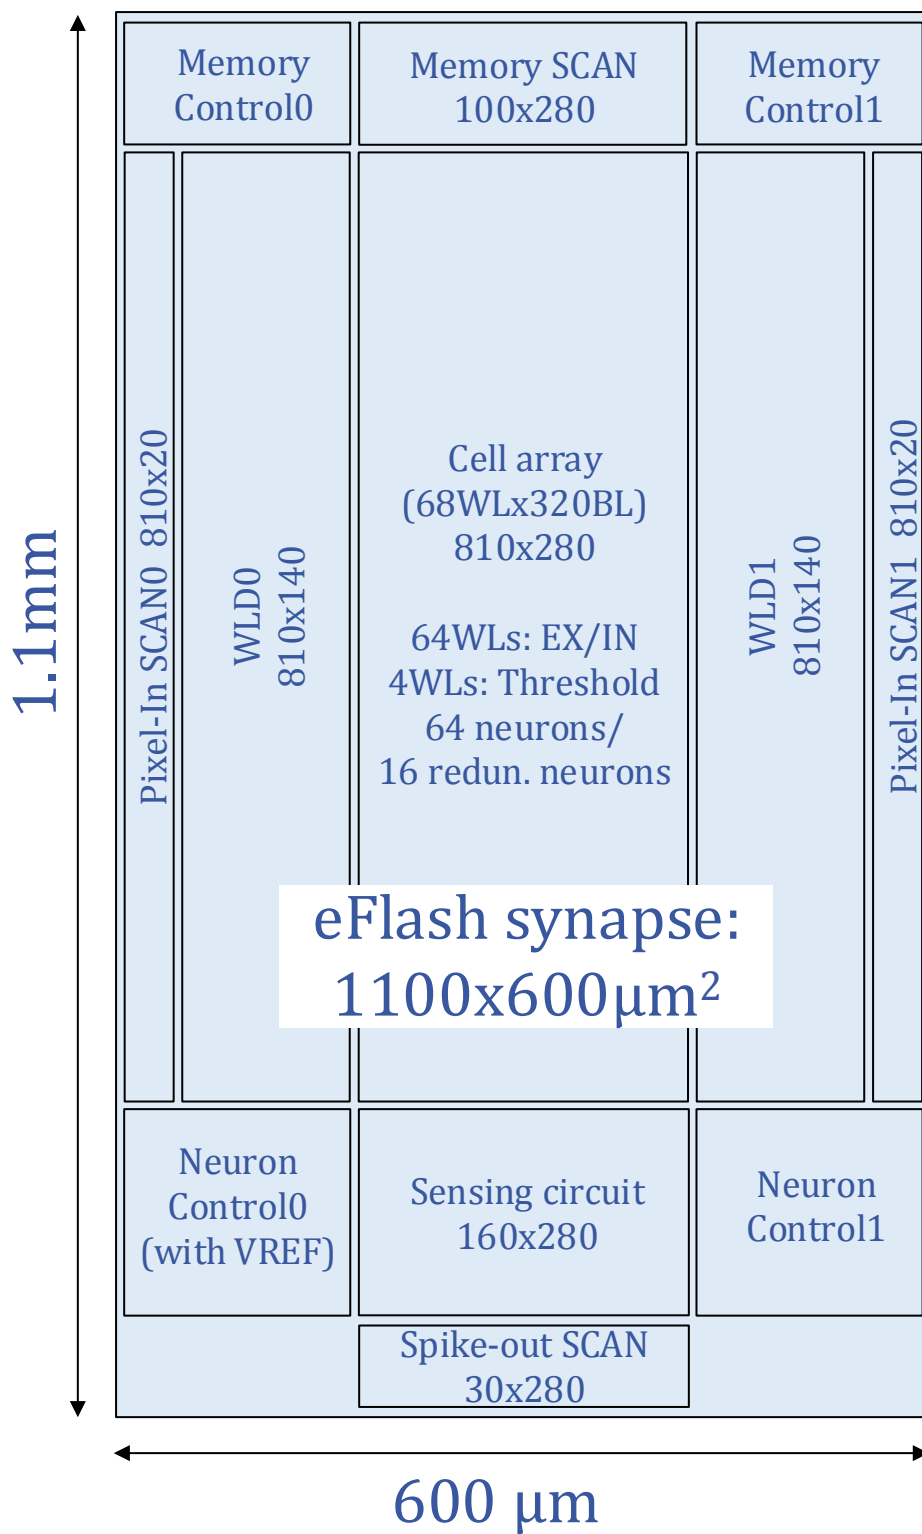 Memory
Control0
Memory SCAN
100x280
Memory
Control1
1.1mm
Pixel-In SCAN0 810x20
WLD0
810x140
Cell array
(68WLx320BL)
810x280
64WLs: EX/IN
4WLs: Threshold
64 neurons/
16 redun. neurons
WLD1
810x140
Pixel-In SCAN1 810x20
eFlash synapse:
1100x600μm²
Neuron
Control0
(with VREF)
Sensing circuit
160x280
Neuron
Control1
Spike-out SCAN
30x280
600 μm